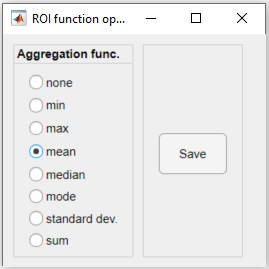 ROI function op...
Aggregation func.
none
min
max
mean
median
mode
standard dev.
sum
Save